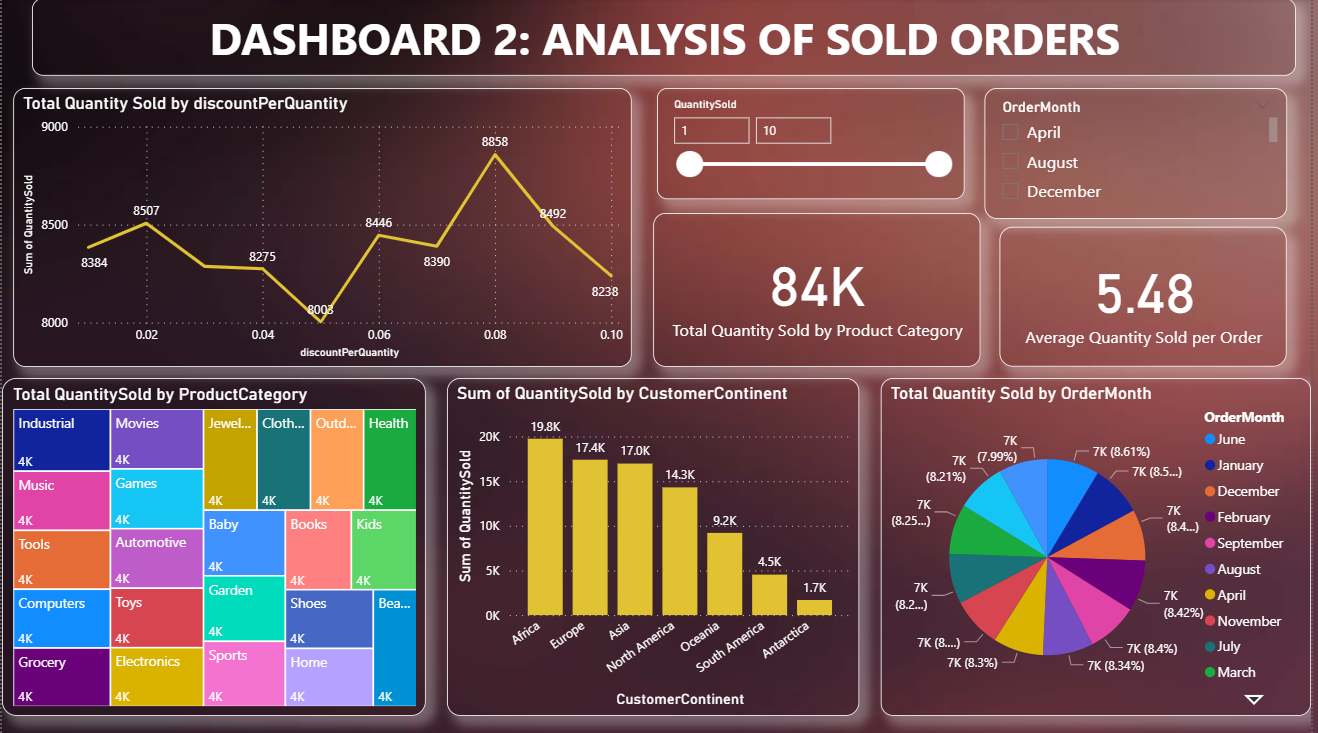 DASHBOARD 2: ANALYSIS OF SOLD ORDERS
Total Quantity Sold by discountPerQuantity
9000
8500
8000
Sum of QuantitySold
8384
8507
8275
8003
8446
8390
8858
8492
8238
0.02
0.04
0.06
0.08
0.10
discountPerQuantity
QuantitySold
1
10
OrderMonth
April
August
December
84K
Total Quantity Sold by Product Category
5.48
Average Quantity Sold per Order
Total QuantitySold by ProductCategory
Industrial
4K
Music
4K
Tools
4K
Computers
4K
Grocery
4K
Movies
4K
Games
4K
Automotive
4K
Toys
4K
Electronics
4K
Jewel...
4K
Cloth...
4K
Outd...
4K
Health
4K
Baby
4K
Garden
4K
Sports
4K
Books
4K
Kids
4K
Shoes
4K
Home
4K
Bea...
4K
Sum of QuantitySold by CustomerContinent
Sum of QuantitySold
20K
15K
10K
5K
0K
19.8K
17.4K
17.0K
14.3K
9.2K
4.5K
1.7K
Africa
Europe
Asia
North America
Oceania
South America
Antarctica
CustomerContinent
Total Quantity Sold by OrderMonth
7K (8.61%)
7K (8.5...)
7K
(8.4...)
7K
(8.42%)
7K (8.4%)
7K (8.34%)
7K (8.3%)
7K (8....)
7K
(8.2...)
7K
(8.25...)
7K
(8.21%)
7K
(7.99%)
OrderMonth
June
January
December
February
September
August
April
November
July
March